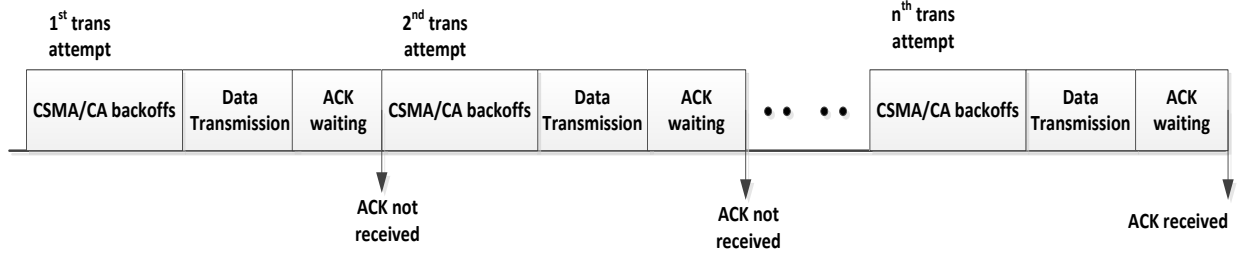 1st trans
attempt
2nd trans
attempt
nth trans
attempt
CSMA/CA backoffs
Data
Transmission
ACK
waiting
CSMA/CA backoffs
Data
Transmission
ACK
waiting
CSMA/CA backoffs
Data
Transmission
ACK
waiting
ACK not
received
ACK not
received
ACK received